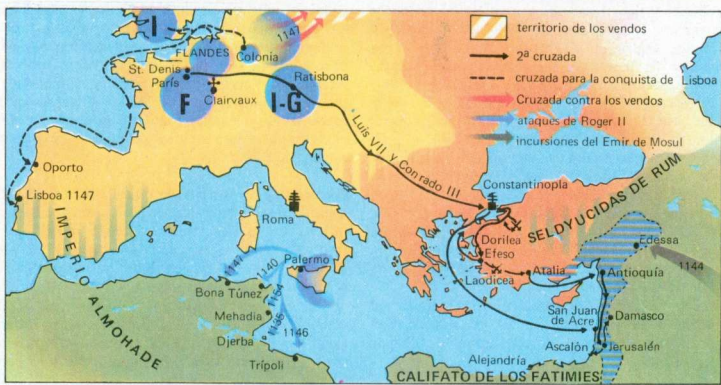 I
1147
FLANDES
Colonia
St. Denis
París
Clairvaux
F
I-G
Ratisbona
territorio de los vendos
2ª cruzada
cruzada para la conquista de Lisboa
Cruzada contra los vendos
ataques de Roger II
incursiones del Emir de Mosul
Luis VII y Conrado III
Oporto
Lisboa 1147
IMPERIO ALMOHADE
Roma
Constantinopla
SELDYUCIDAS DE RUM
Dorilea
Efeso
Laodicea
Atalia
Edessa
1144
Antioquía
San Juan
de Acre
Damasco
Ascalón
Jerusalén
Alejandría
CALIFATO DE LOS FATIMIES
Palermo
1147
1140
Bona
Túnez
1154
Mehadia
1135
Djerba
1146
Trípoli